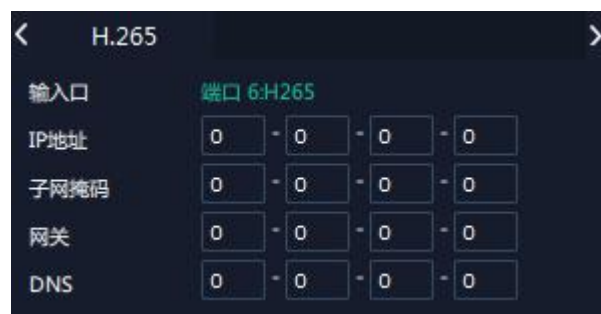 < H.265 >
输入口 端口 6:H265
IP地址 0 - 0 - 0 - 0
子网掩码 0 - 0 - 0 - 0
网关 0 - 0 - 0 - 0
DNS 0 - 0 - 0 - 0